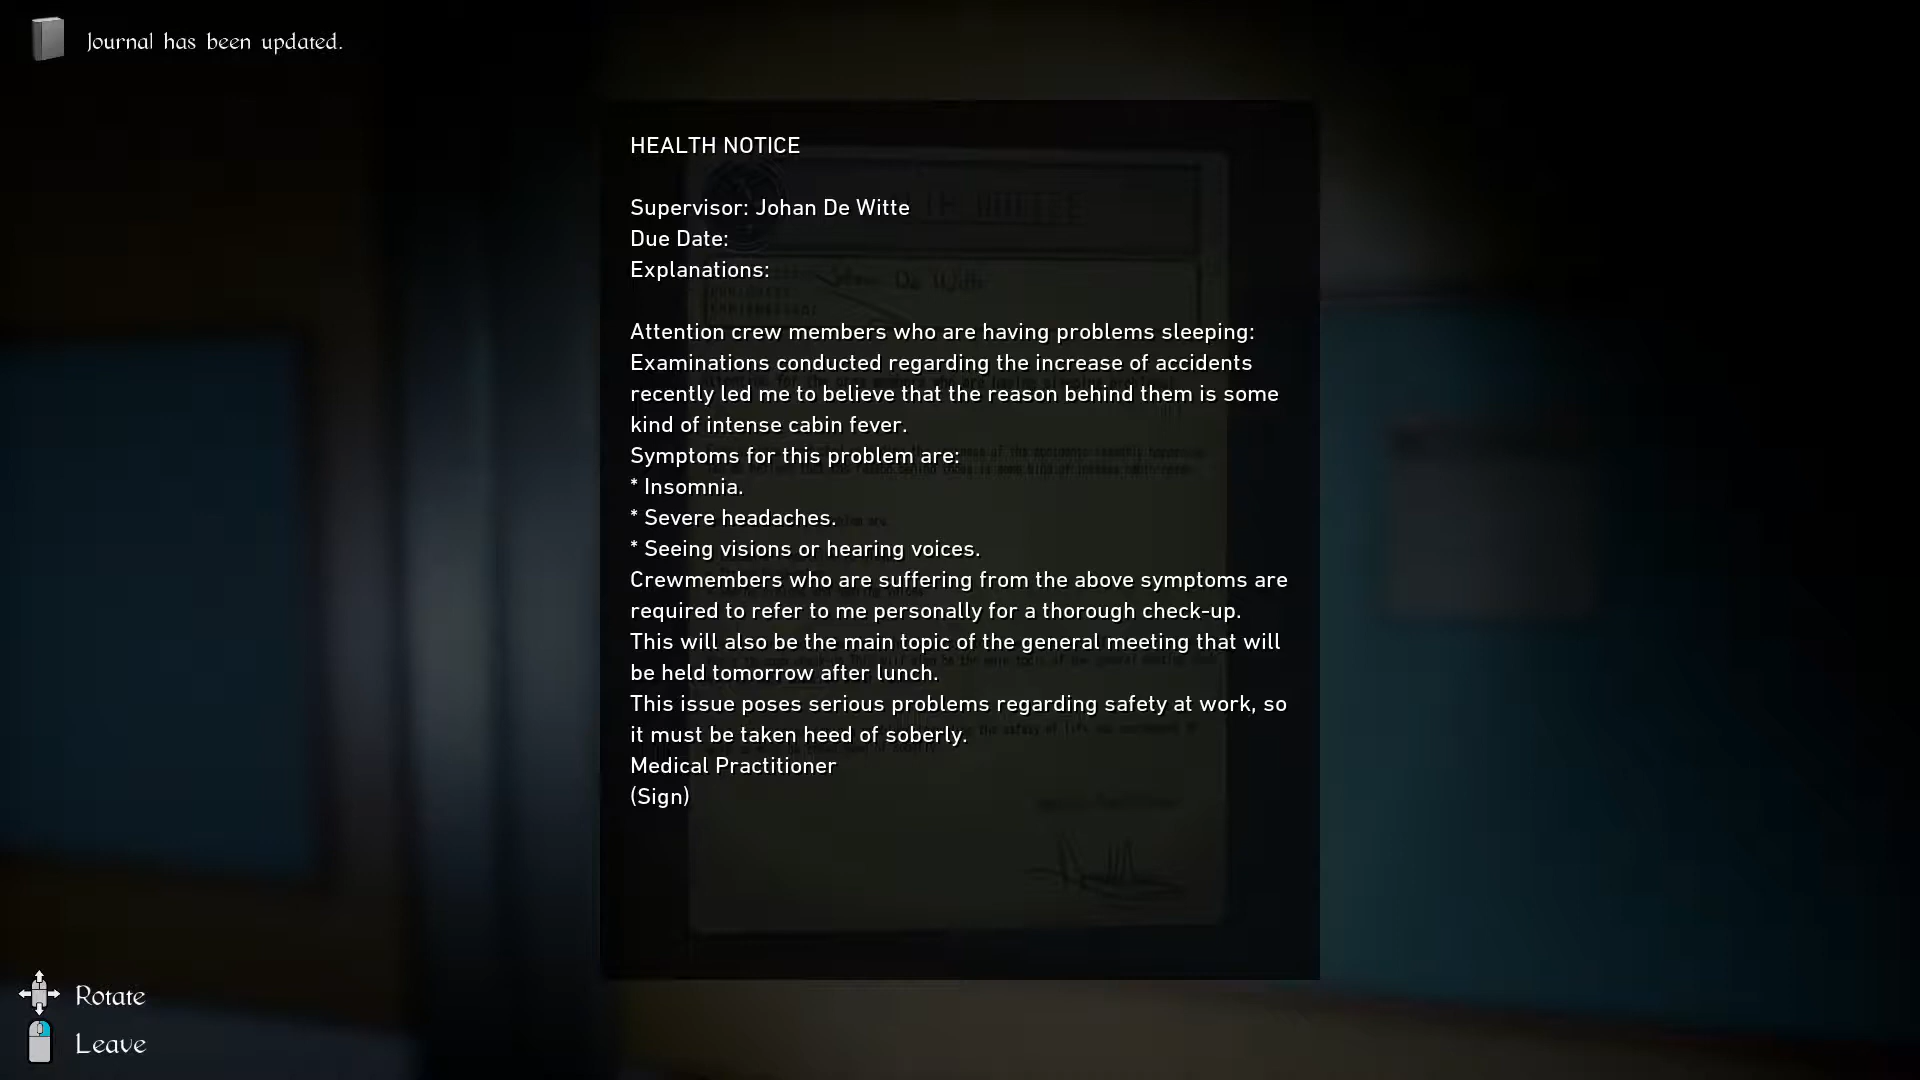 Journal has been updated.
HEALTH NOTICE
Supervisor: Johan De Witte
Due Date:
Explanations:
Attention crew members who are having problems sleeping:
Examinations conducted regarding the increase of accidents
recently led me to believe that the reason behind them is some
kind of intense cabin fever.
Symptoms for this problem are:
* Insomnia.
* Severe headaches.
* Seeing visions or hearing voices.
Crewmembers who are suffering from the above symptoms are
required to refer to me personally for a thorough check-up.
This will also be the main topic of the general meeting that will
be held tomorrow after lunch.
This issue poses serious problems regarding safety at work, so
it must be taken heed of soberly.
Medical Practitioner
(Sign)
Rotate
Leave